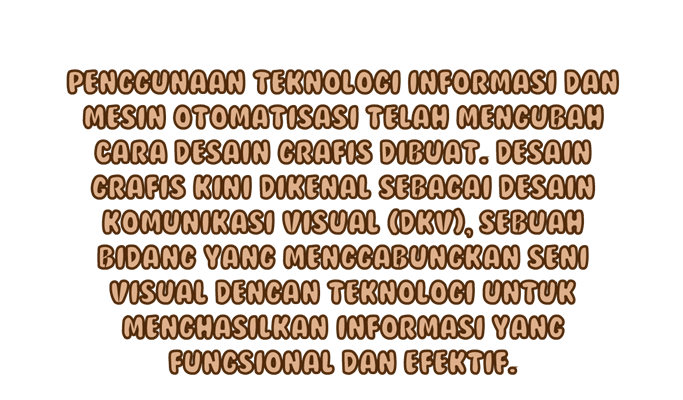 PENGGUNAAN TEKNOLOGI INFORMASI DAN
MESIN OTOMATISASI TELAH MENGUBAH
CARA DESAIN GRAFIS DIBUAT. DESAIN
GRAFIS KINI DIKENAL SEBAGAI DESAIN
KOMUNIKASI VISUAL (DKV), SEBUAH
BIDANG YANG MENGGABUNGKAN SENI
VISUAL DENGAN TEKNOLOGI UNTUK
MENGHASILKAN INFORMASI YANG
FUNGSIONAL DAN EFEKTIF.